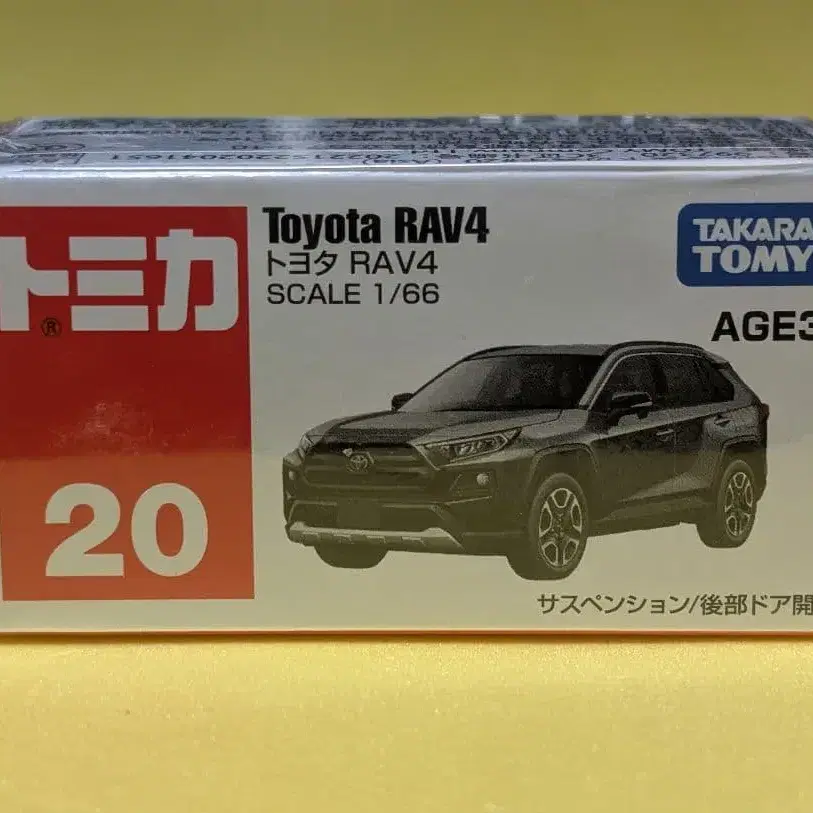 トミカ
®
20
Toyota RAV4
トヨタ RAV4
SCALE 1/66
TAKARA
TOMY
AGE3
サスペンション/後部ドア開